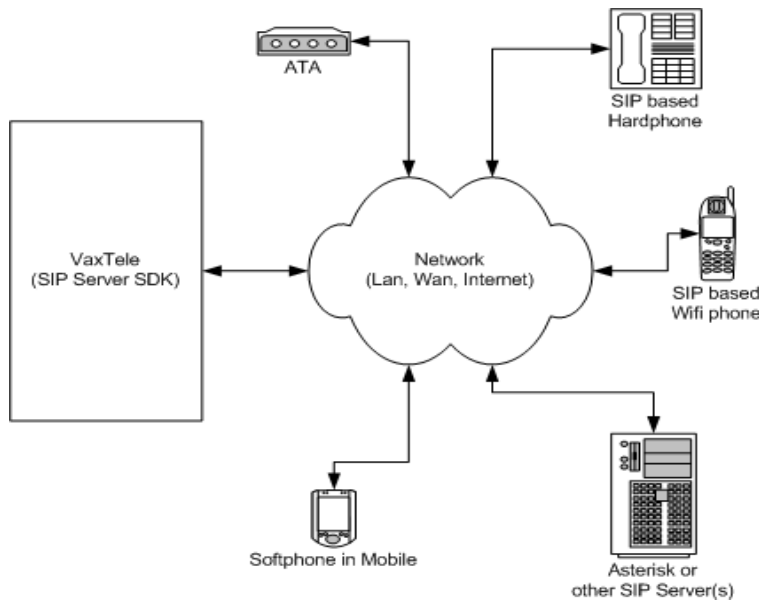 ATA
SIP based
Hardphone
VaxTele
(SIP Server SDK)
Network
(Lan, Wan, Internet)
SIP based
Wifi phone
Softphone in Mobile
Asterisk or
other SIP Server(s)